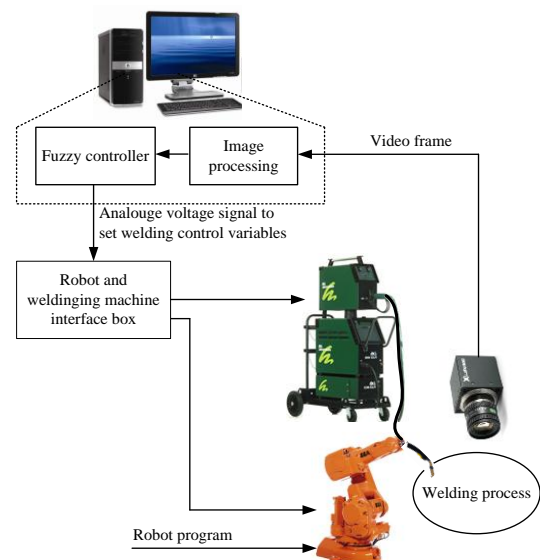 Fuzzy controller
Image
processing
Video frame
Analouge voltage signal to
set welding control variables
Robot and
weldinging machine
interface box
Welding process
Robot program